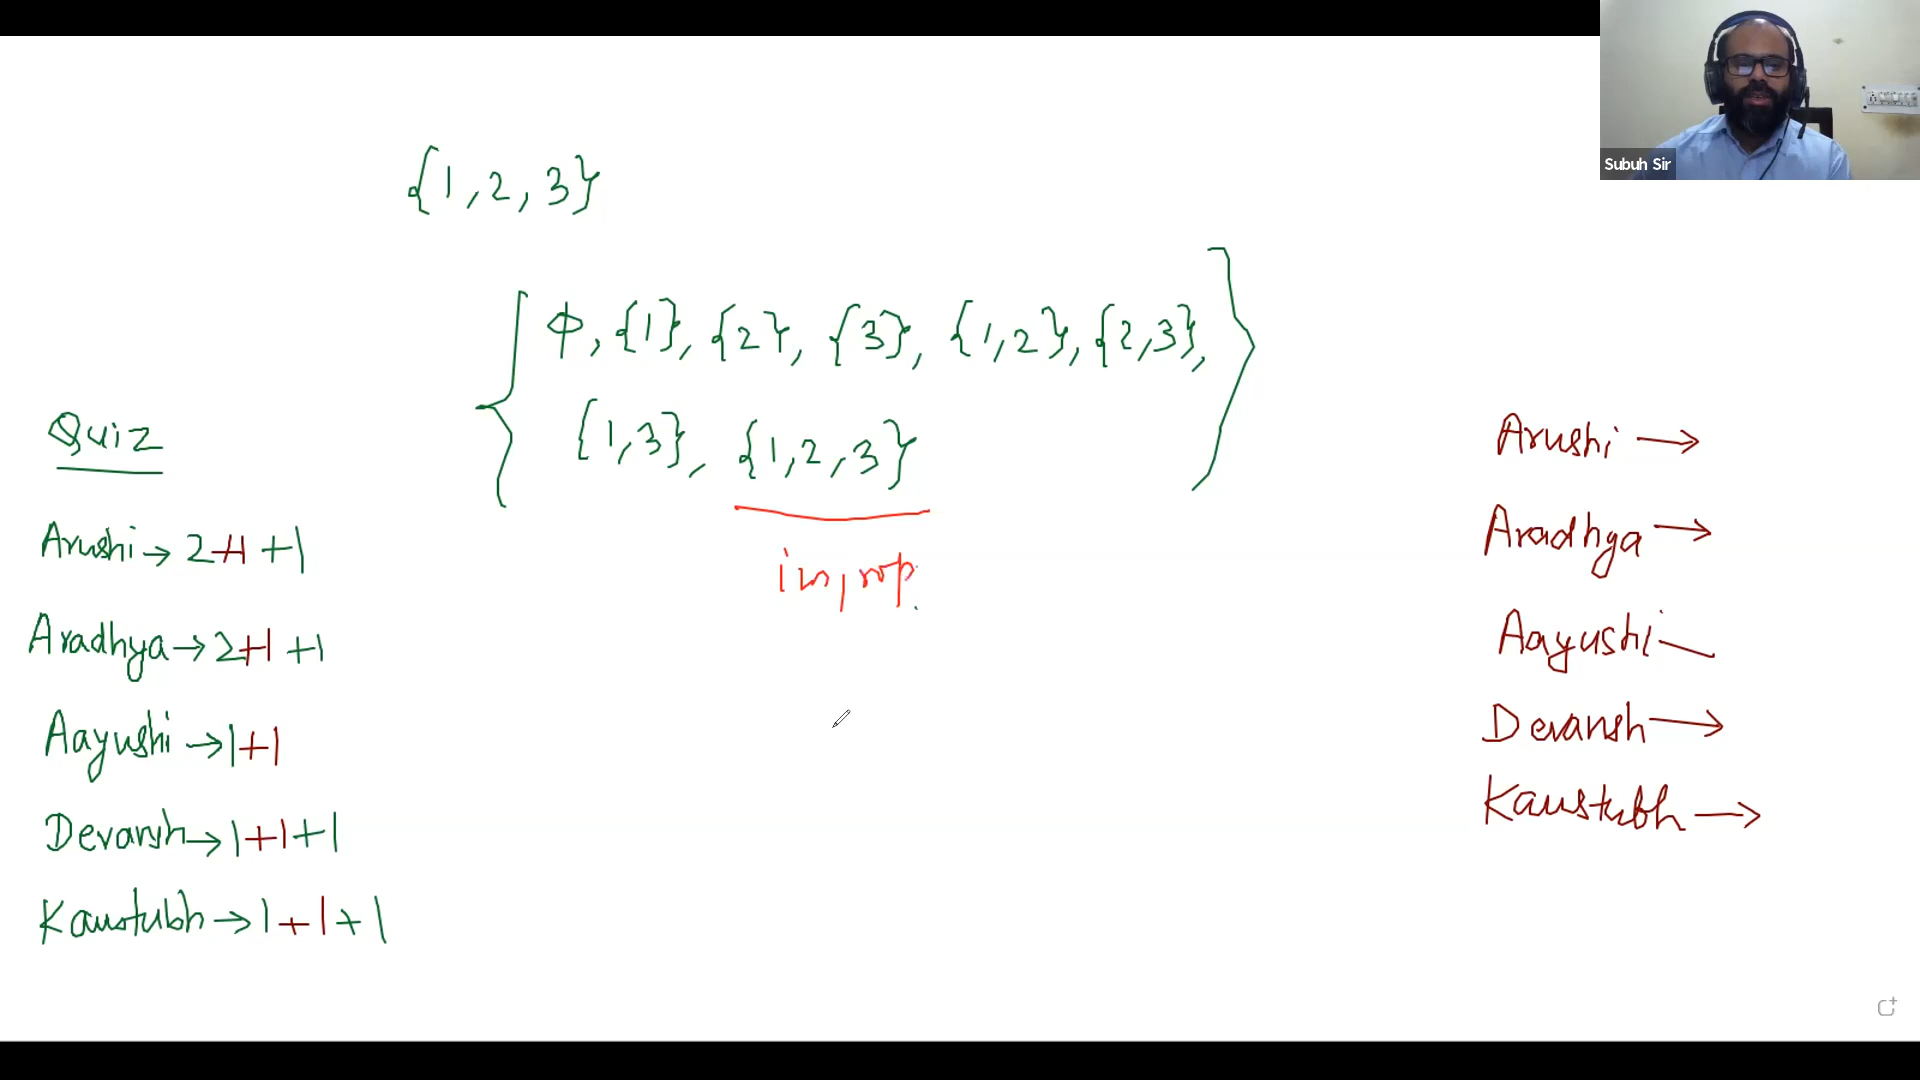 Subuh Sir
{1, 2, 3}
{ϕ, {1}, {2}, {3}, {1, 2}, {2, 3},
{1, 3}, {1, 2, 3}}
Quiz
Arushi → 2+1 +1
Aradhya → 2+1 +1
Aayushi → 1+1
Devansh → 1+1+1
Kaustubh → 1+1+1
Arushi →
Aradhya →
Aayushi
Devansh →
Kaustubh →